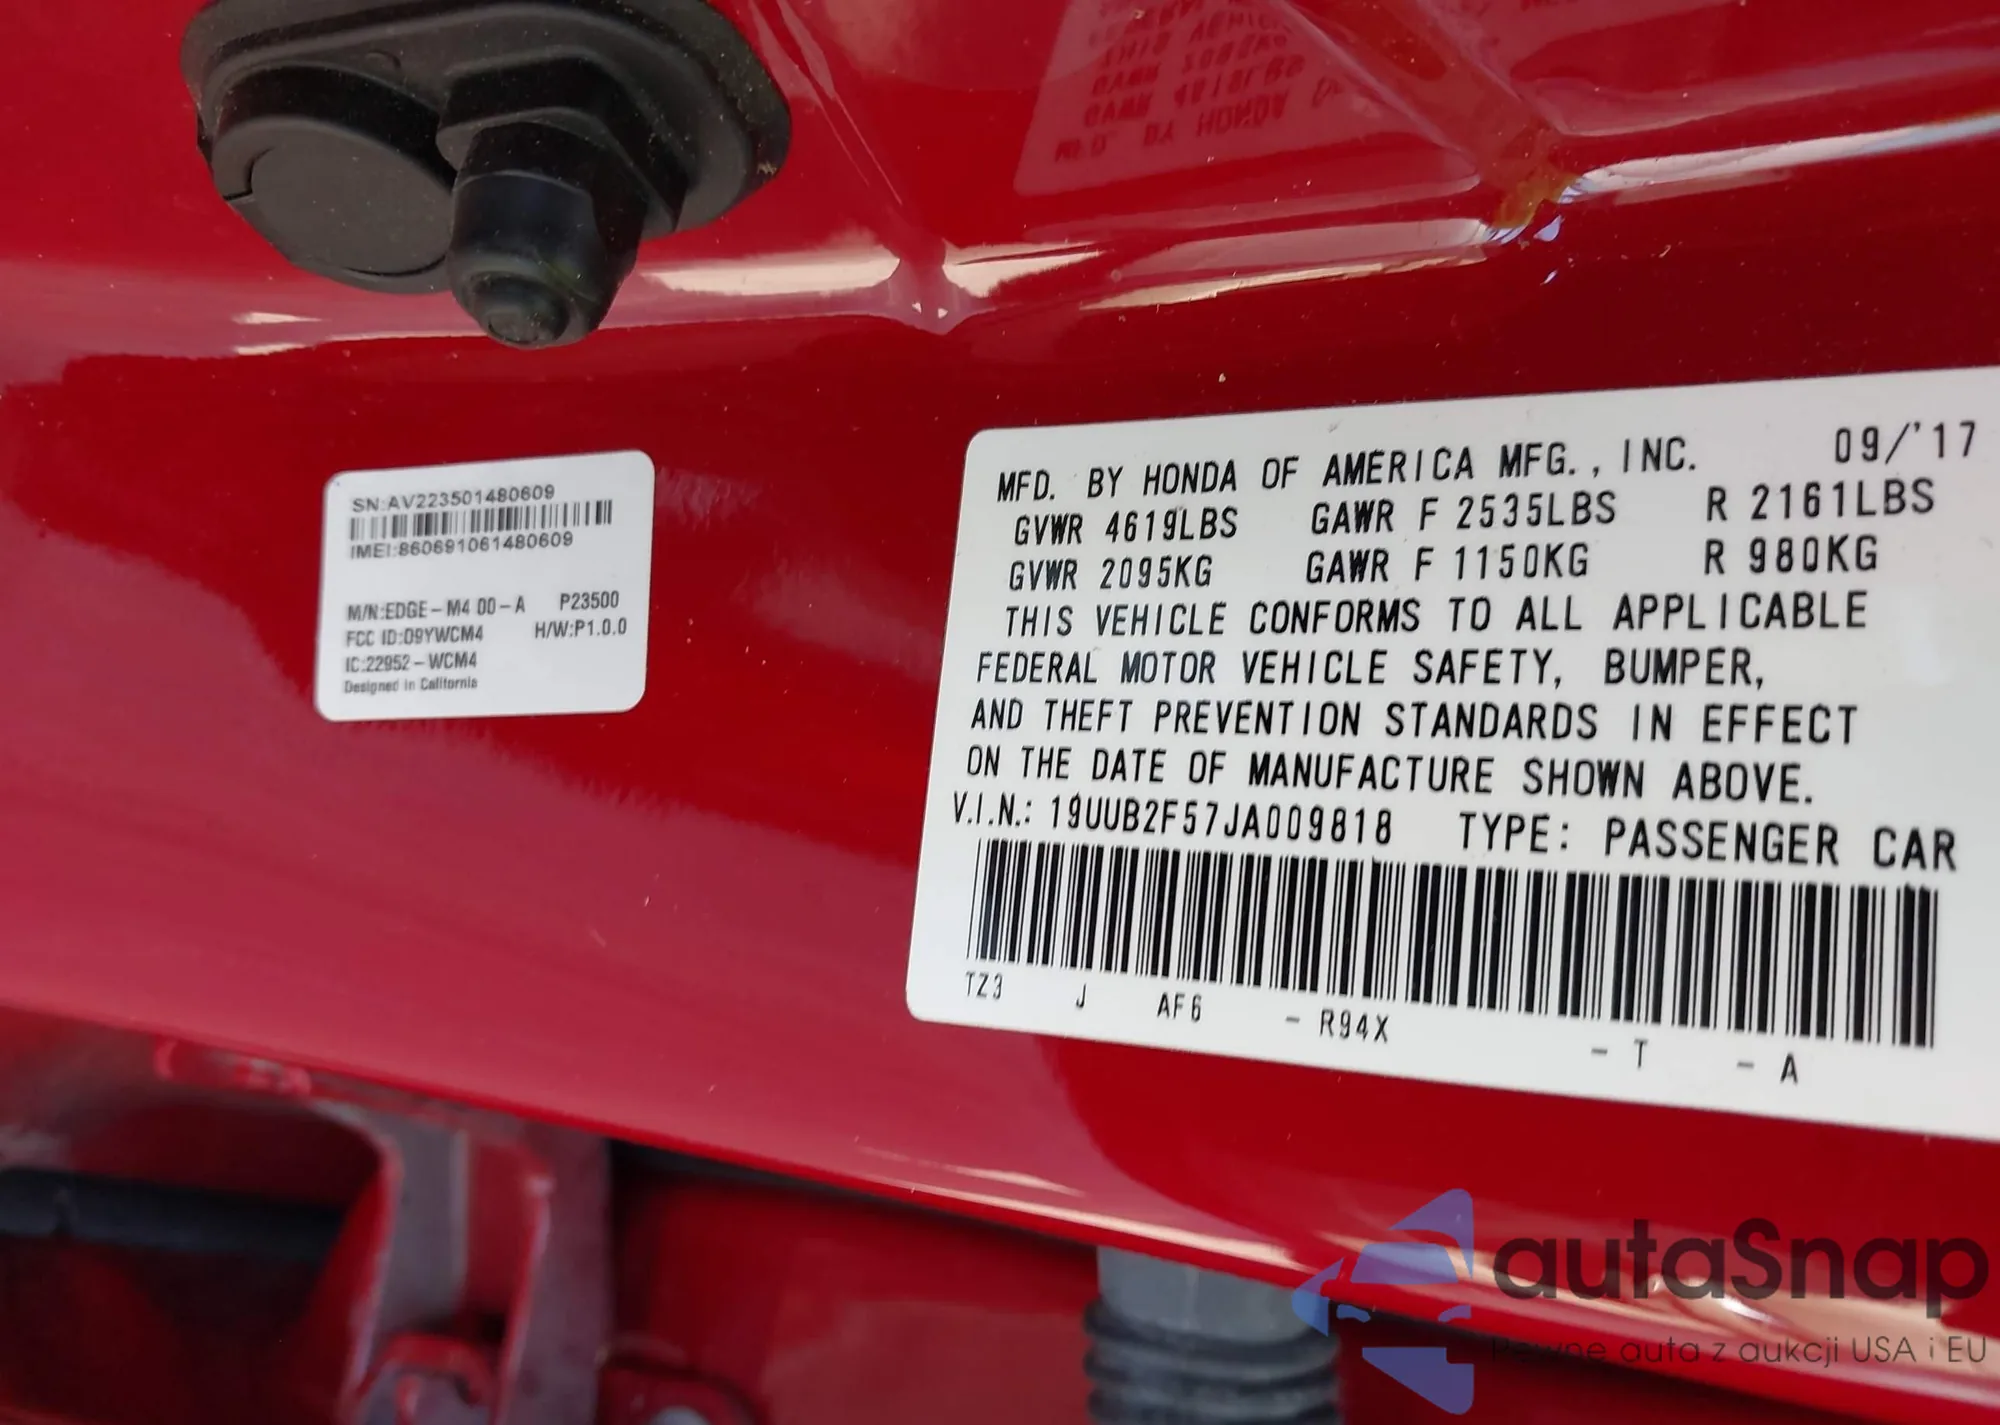 SN:AV223501480609
IMEI:860691061480609
M/N:EDGE-M4 00-A P23500
FCC ID:O9YWCM4 H/W:P1.0.0
IC:22952-WCM4
Designed in California
MFD. BY HONDA OF AMERICA MFG., INC. 09/'17
GVWR 4619LBS GAWR F 2535LBS R 2161LBS
GVWR 2095KG GAWR F 1150KG R 980KG
THIS VEHICLE CONFORMS TO ALL APPLICABLE
FEDERAL MOTOR VEHICLE SAFETY, BUMPER,
AND THEFT PREVENTION STANDARDS IN EFFECT
ON THE DATE OF MANUFACTURE SHOWN ABOVE.
V.I.N.: 19UUB2F57JA009818 TYPE: PASSENGER CAR
TZ3 J AF6 - R94X - T - A
autaSnap
Pewne auta z aukcji USA i EU